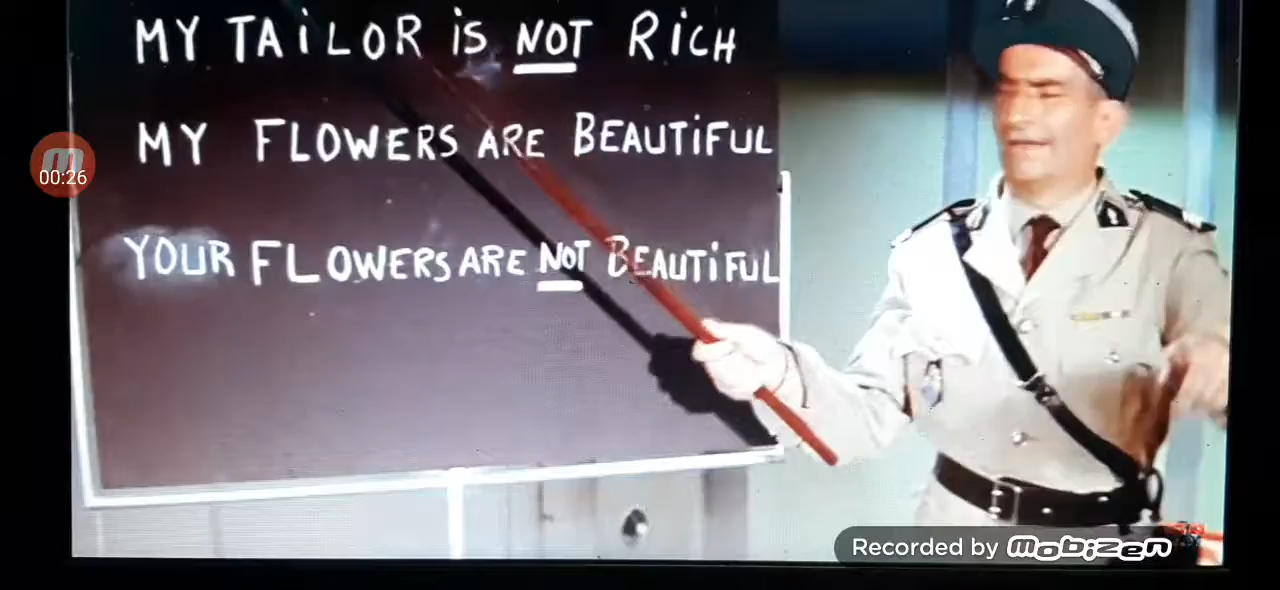 MY TAiLOR iS NOT RiCH
MY FLOWERS ARE BEAUTiFUL
YOUR FLOWERS ARE NOT BEAUTiFUL
00:26
Recorded by Mobizen